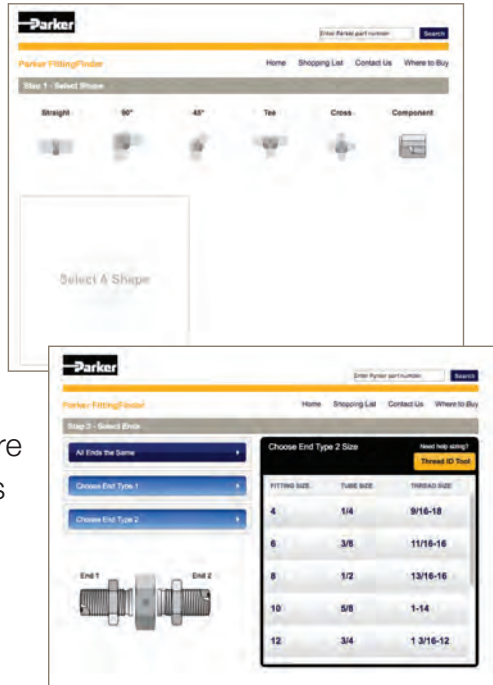 Parker
Enter Parker part number Search
Parker FittingFinder Home Shopping List Contact Us Where to Buy
Step 1 - Select Shape
Straight 90° 45° Tee Cross Component
Select A Shape
re
s
Parker
Enter Parker part number Search
Parker FittingFinder Home Shopping List Contact Us Where to Buy
Step 2 - Select Ends
All Ends the Same
Choose End Type 1
Choose End Type 2
End 1 End 2
Choose End Type 2 Size Need help sizing?
Thread ID Tool
FITTING SIZE TUBE SIZE THREAD SIZE
4 1/4 9/16-18
6 3/8 11/16-16
8 1/2 13/16-16
10 5/8 1-14
12 3/4 1 3/16-12